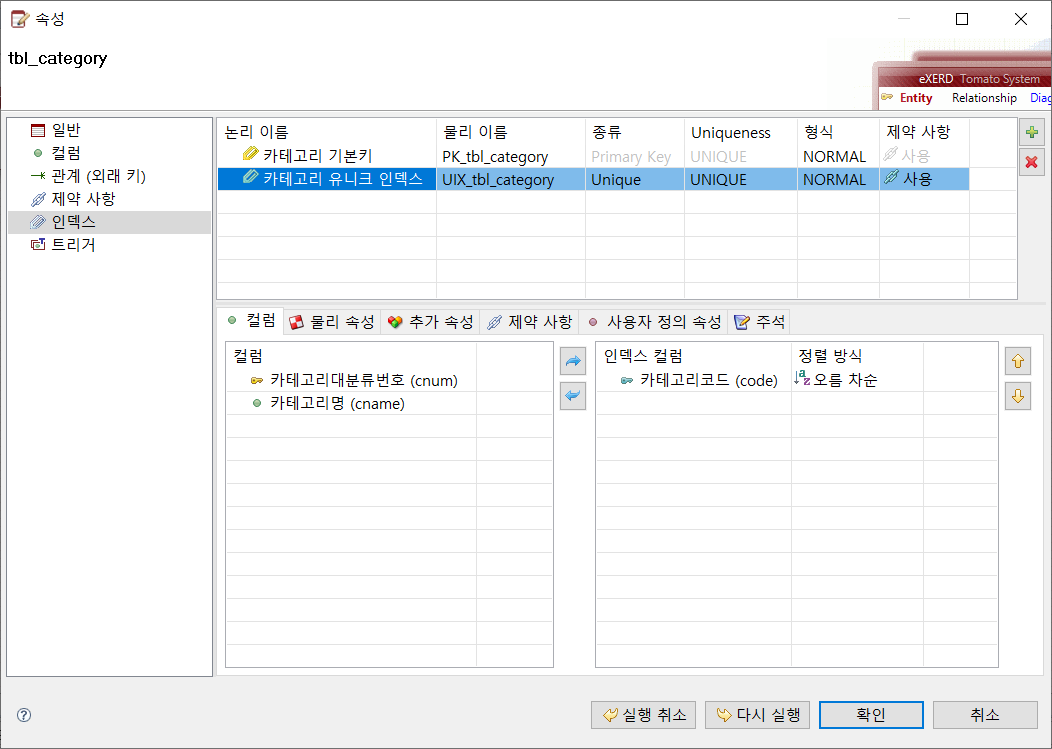 속성
tbl_category
eXERD Tomato System
Entity Relationship Diag
일반
컬럼
관계 (외래 키)
제약 사항
인덱스
트리거
논리 이름 물리 이름 종류 Uniqueness 형식 제약 사항
카테고리 기본키 PK_tbl_category Primary Key UNIQUE NORMAL 사용
카테고리 유니크 인덱스 UIX_tbl_category Unique UNIQUE NORMAL 사용
컬럼 물리 속성 추가 속성 제약 사항 사용자 정의 속성 주석
컬럼
카테고리대분류번호 (cnum)
카테고리명 (cname)
인덱스 컬럼 정렬 방식
카테고리코드 (code) 오름 차순
실행 취소 다시 실행 확인 취소